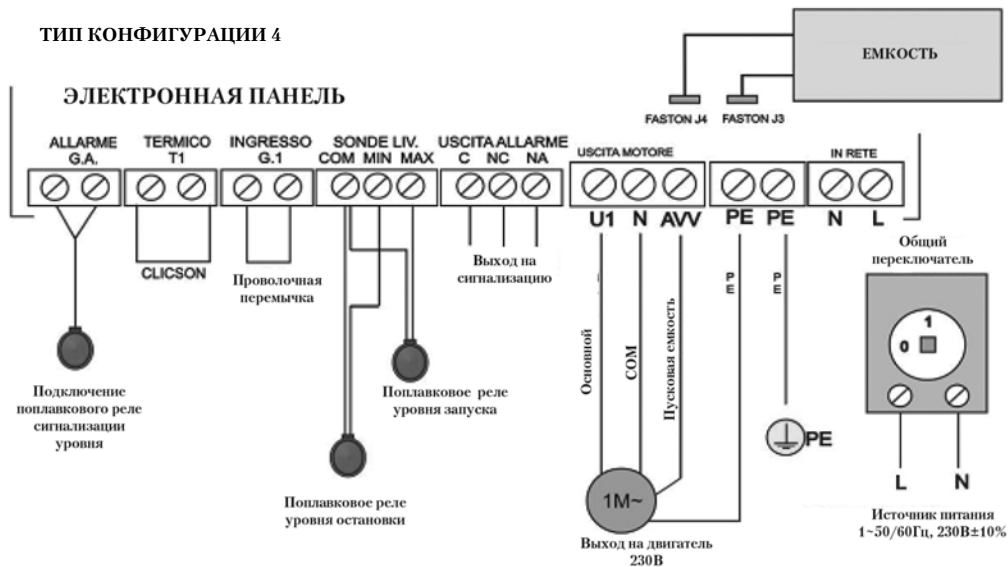 ТИП КОНФИГУРАЦИИ 4
ЕМКОСТЬ
ЭЛЕКТРОННАЯ ПАНЕЛЬ
FASTON J4
FASTON J3
ALLARME
G.A.
TERMICO
T1
INGRESSO
G.1
SONDE LIV.
COM MIN MAX
USCITA ALLARME
C NC NA
USCITA MOTORE
IN RETE
U1 N AVV
PE PE
N L
CLICSON
Проволочная
перемычка
Выход на
сигнализацию
Общий
переключатель
PE
PE
1
0
Основной
COM
Пусковая емкость
Подключение
поплавкового реле
сигнализации
уровня
Поплавковое реле
уровня запуска
PE
L N
Поплавковое реле
уровня остановки
1M~
Выход на двигатель
230В
Источник питания
1~50/60Гц, 230В±10%